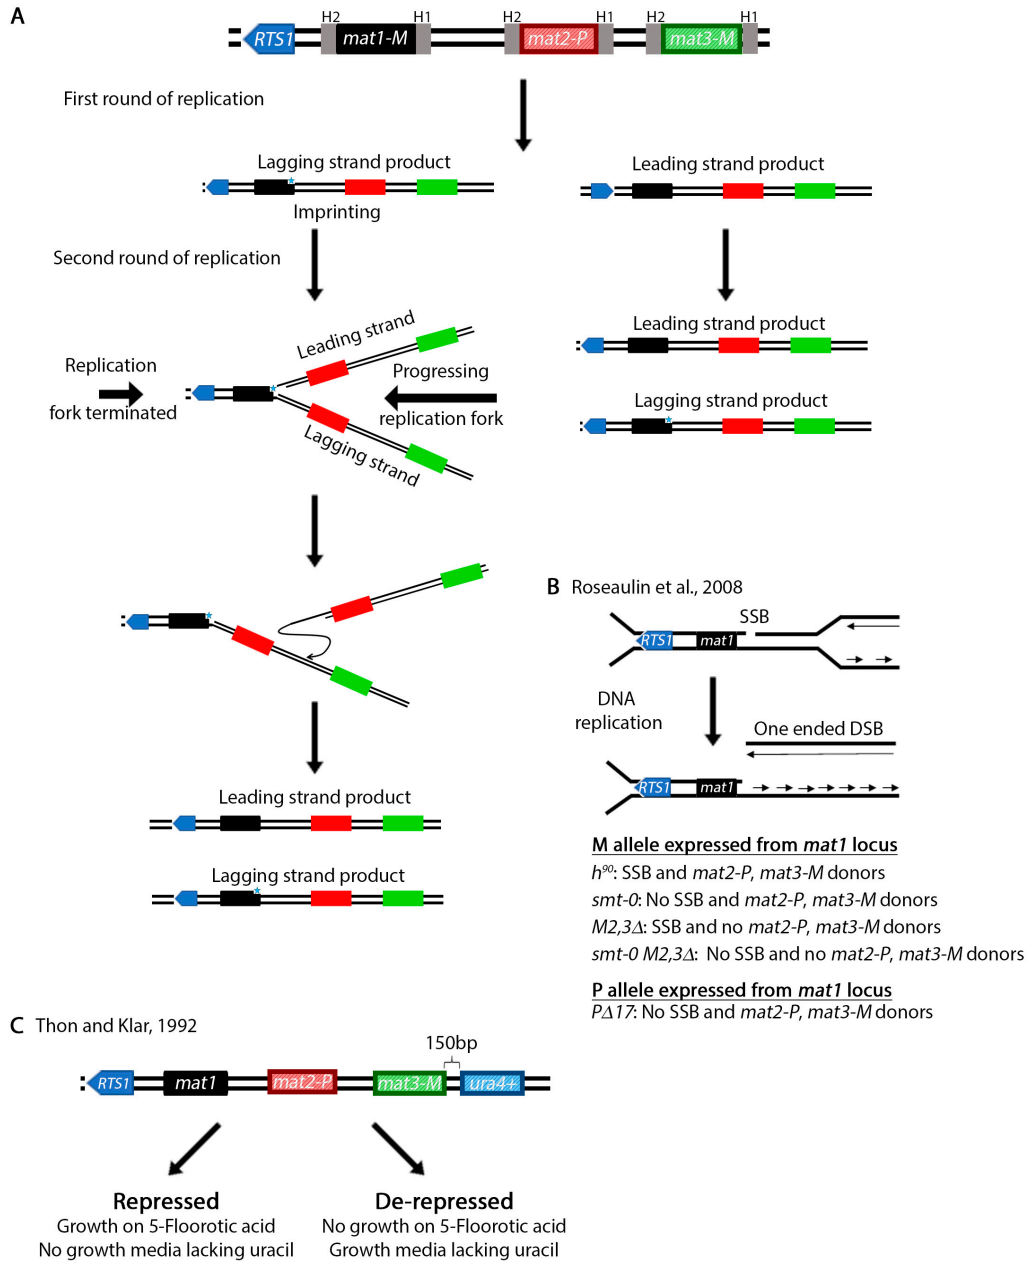 A
H2 H1 H2 H1 H2 H1
RTS1 mat1-M mat2-P mat3-M
First round of replication
Lagging strand product
Leading strand product
Imprinting
Second round of replication
Leading strand product
Lagging strand product
Leading strand
Replication
fork terminated
Progressing
replication fork
Lagging strand
Leading strand product
Lagging strand product
B Roseaulin et al., 2008
SSB
RTS1 mat1
DNA
replication
One ended DSB
RTS1 mat1
M allele expressed from mat1 locus
h90: SSB and mat2-P, mat3-M donors
smt-0: No SSB and mat2-P, mat3-M donors
M2,3Δ: SSB and no mat2-P, mat3-M donors
smt-0 M2,3Δ: No SSB and no mat2-P, mat3-M donors
P allele expressed from mat1 locus
PΔ17: No SSB and mat2-P, mat3-M donors
C Thon and Klar, 1992
150bp
RTS1 mat1 mat2-P mat3-M ura4+
Repressed
Growth on 5-Floorotic acid
No growth media lacking uracil
De-repressed
No growth on 5-Floorotic acid
Growth media lacking uracil